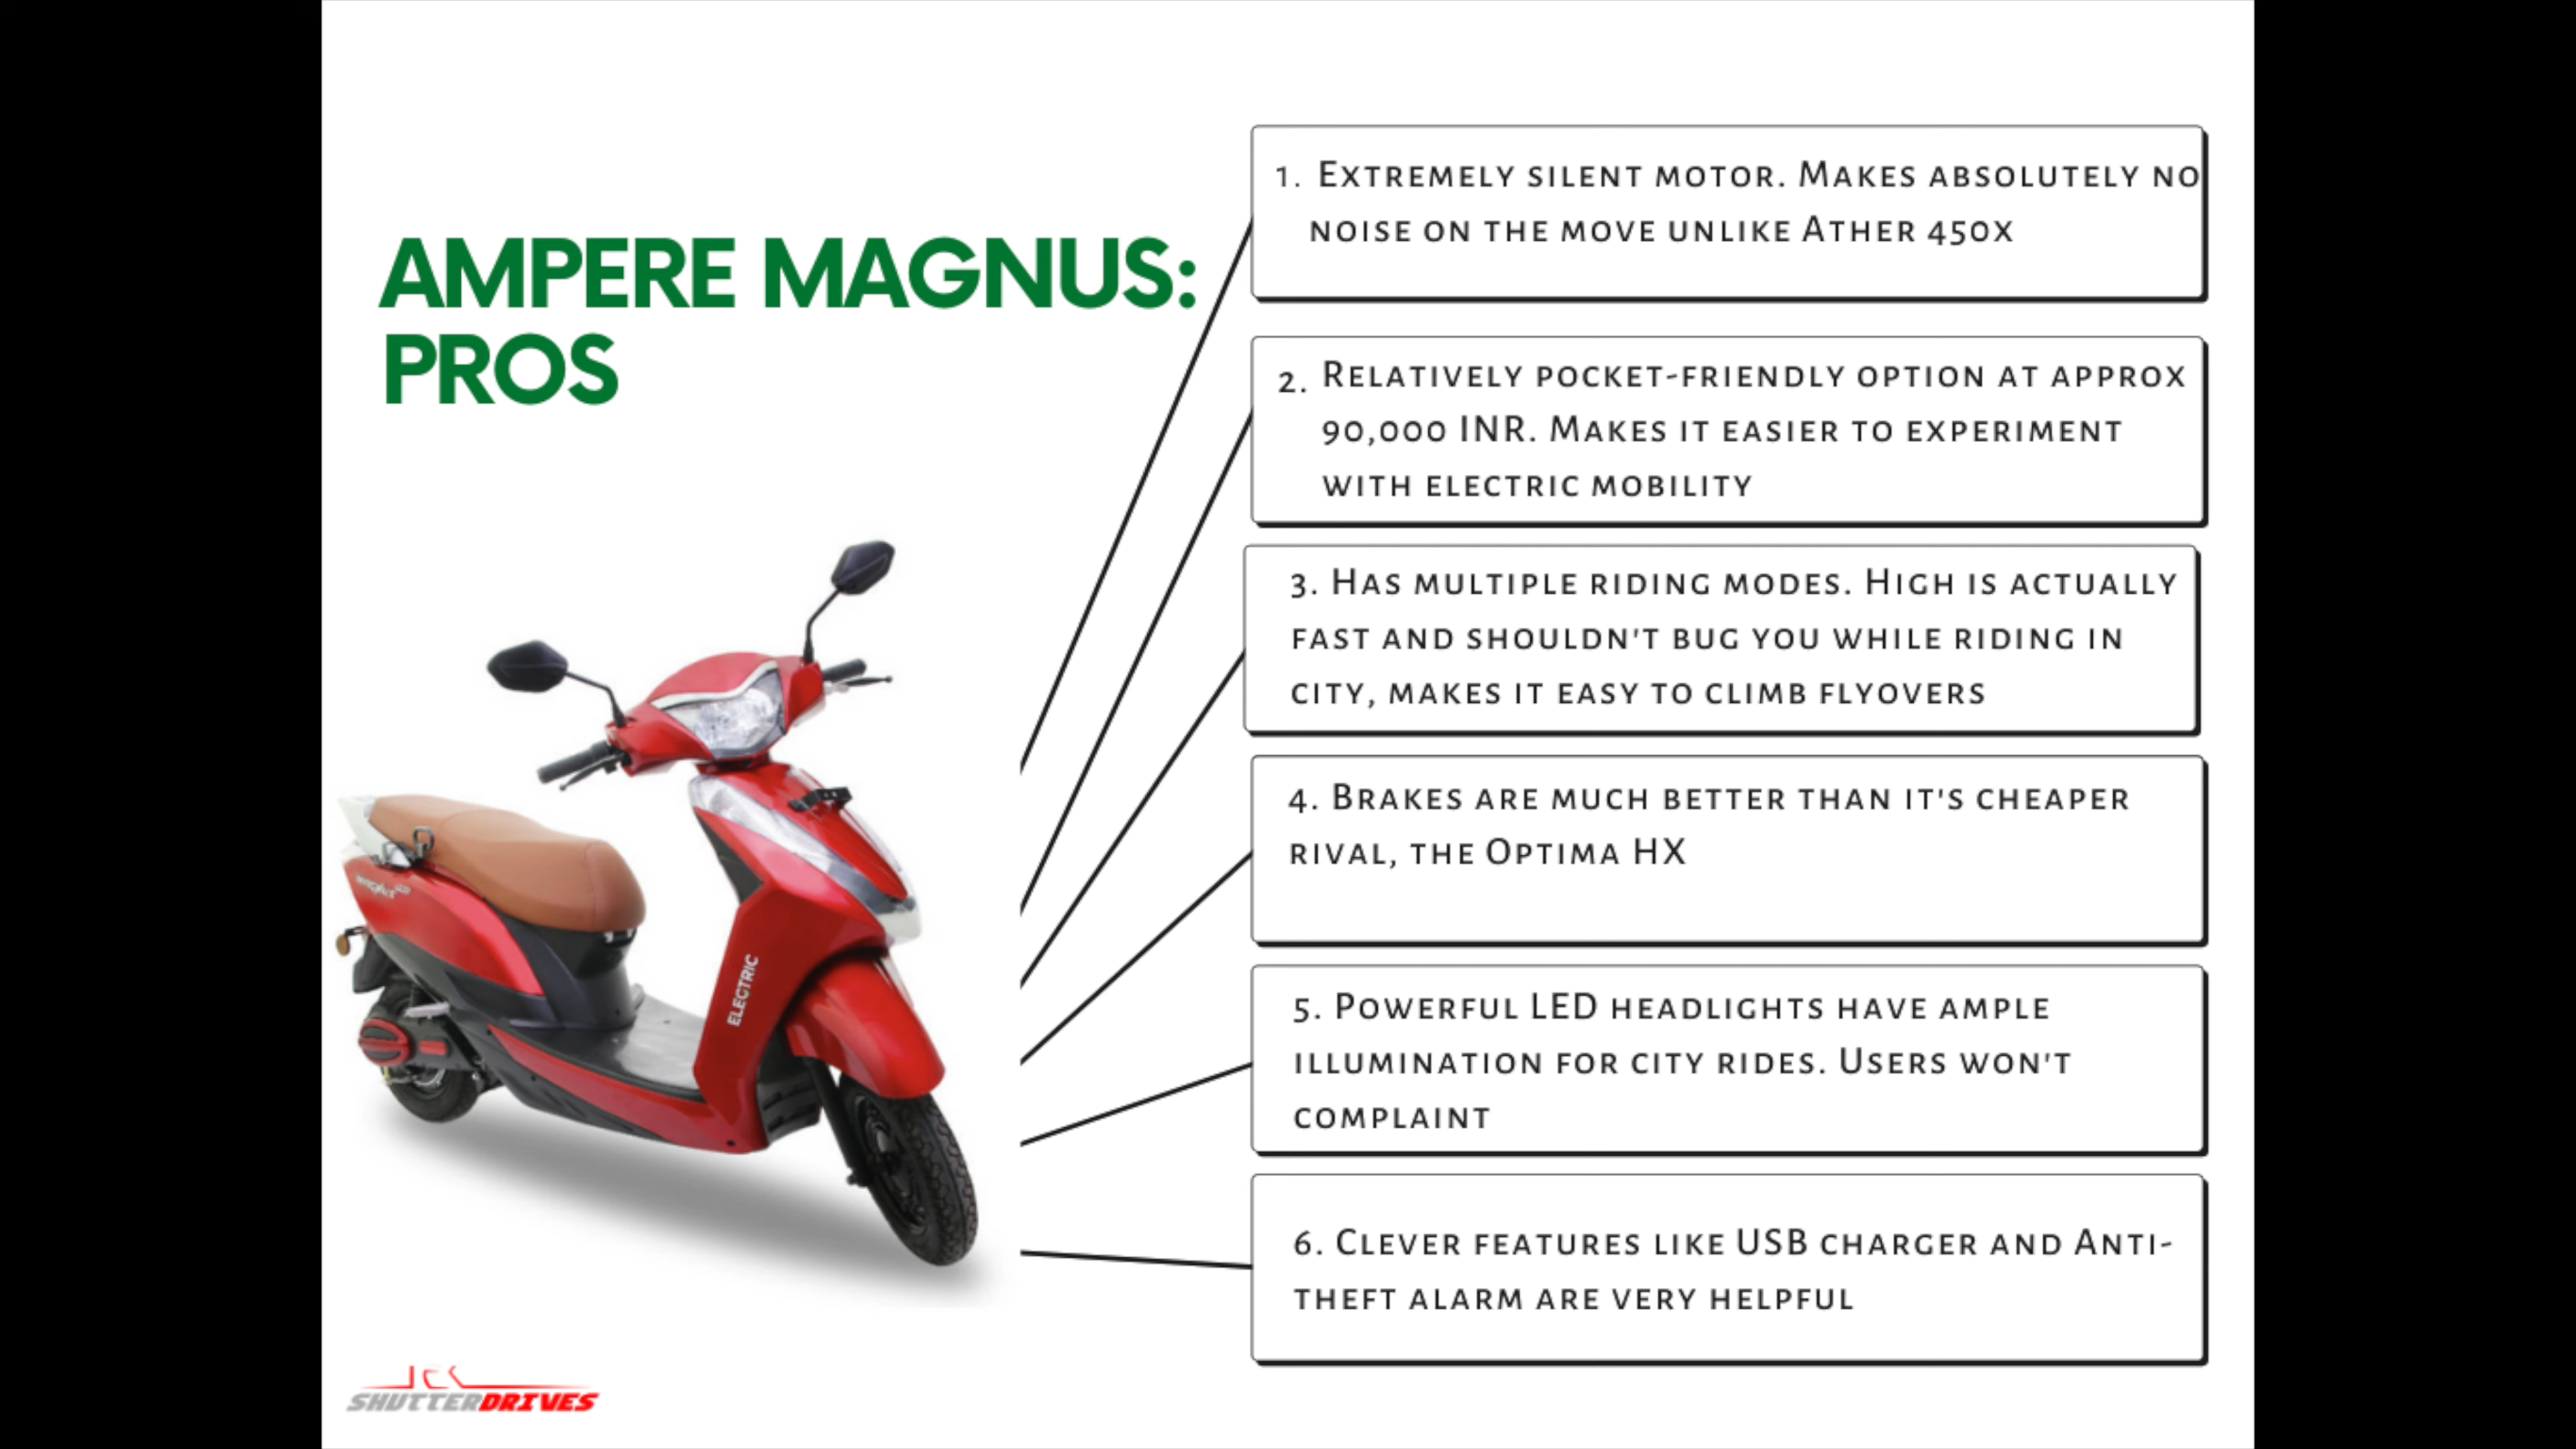 AMPERE MAGNUS:
PROS
1. Extremely silent motor. Makes absolutely no
noise on the move unlike Ather 450x
2. Relatively pocket-friendly option at approx
90,000 INR. Makes it easier to experiment
with electric mobility
3. Has multiple riding modes. High is actually
fast and shouldn't bug you while riding in
city, makes it easy to climb flyovers
4. Brakes are much better than it's cheaper
rival, the Optima HX
5. Powerful LED headlights have ample
illumination for city rides. Users won't
complaint
6. Clever features like USB charger and Anti-
theft alarm are very helpful
ELECTRIC
SHUTTERDRIVES